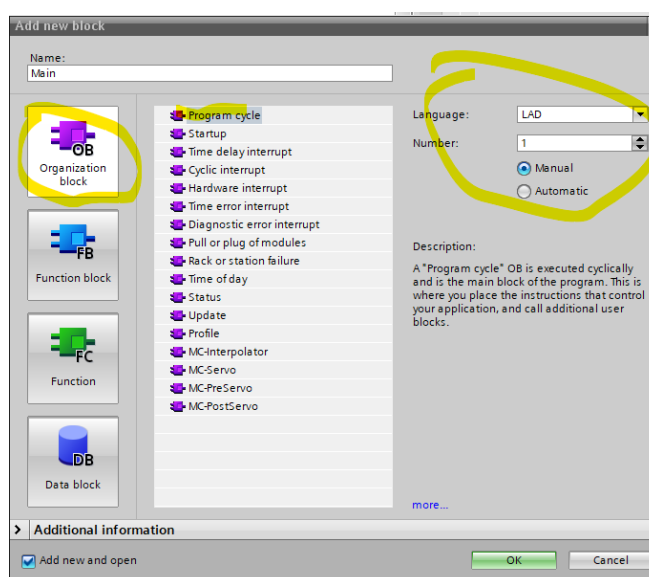 Add new block
Name:
Main
OB
Organization
block
FB
Function block
FC
Function
DB
Data block
Program cycle
Startup
Time delay interrupt
Cyclic interrupt
Hardware interrupt
Time error interrupt
Diagnostic error interrupt
Pull or plug of modules
Rack or station failure
Time of day
Status
Update
Profile
MC-Interpolator
MC-Servo
MC-PreServo
MC-PostServo
Language:
LAD
Number:
1
Manual
Automatic
Description:
A "Program cycle" OB is executed cyclically
and is the main block of the program. This is
where you place the instructions that control
your application, and call additional user
blocks.
more...
Additional information
Add new and open
OK
Cancel